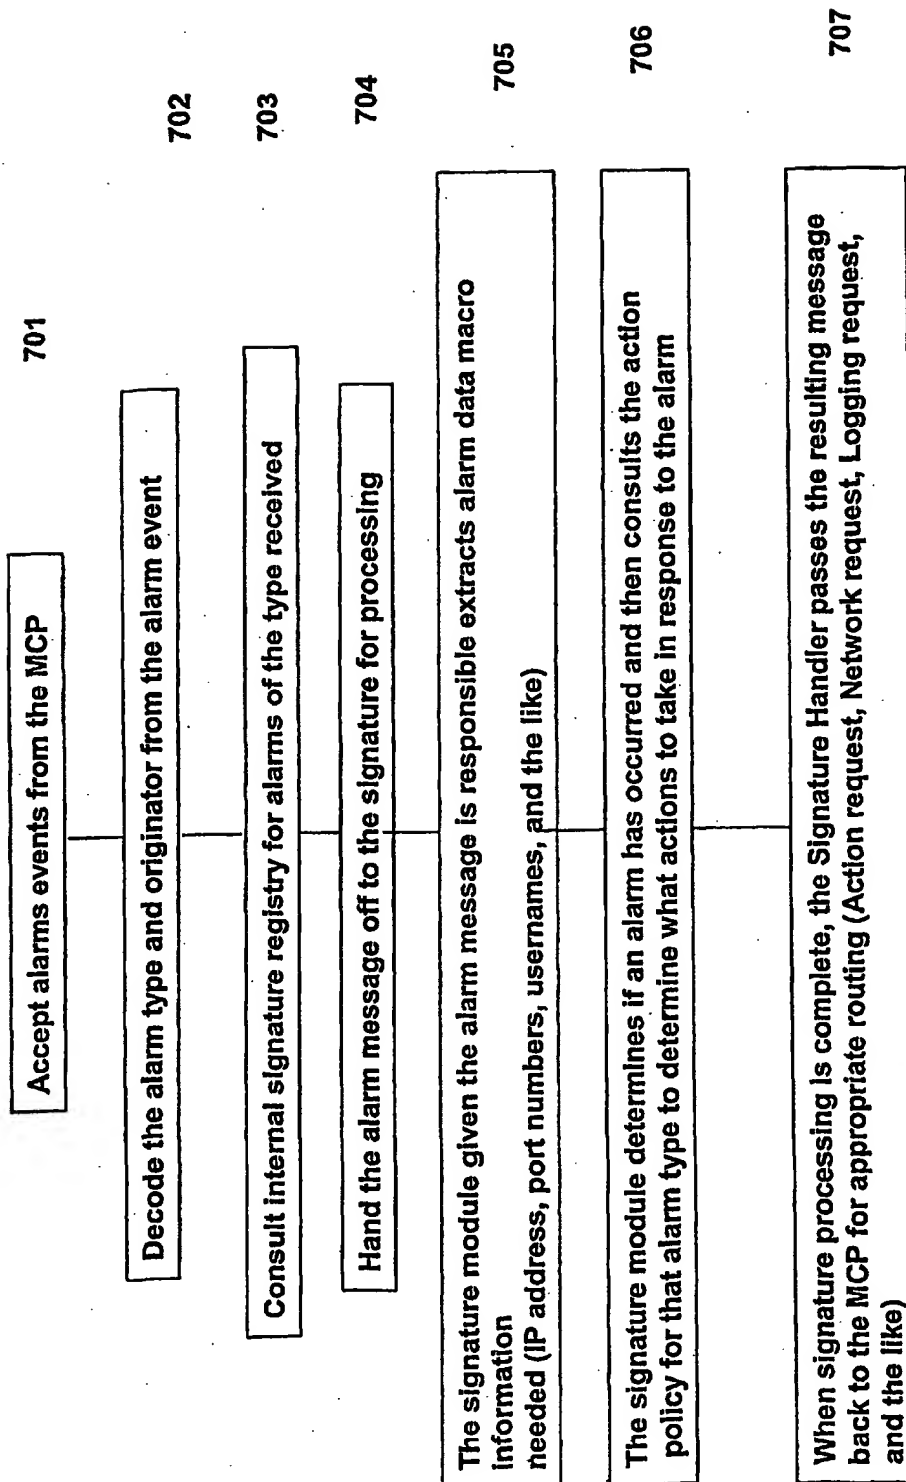 701
Accept alarms events from the MCP
702
Decode the alarm type and originator from the alarm event
703
Consult internal signature registry for alarms of the type received
704
Hand the alarm message off to the signature for processing
705
The signature module given the alarm message is responsible extracts alarm data macro
information
needed (IP address, port numbers, usernames, and the like)
706
The signature module determines if an alarm has occurred and then consults the action
policy for that alarm type to determine what actions to take in response to the alarm
707
When signature processing is complete, the Signature Handler passes the resulting message
back to the MCP for appropriate routing (Action request, Network request, Logging request,
and the like)